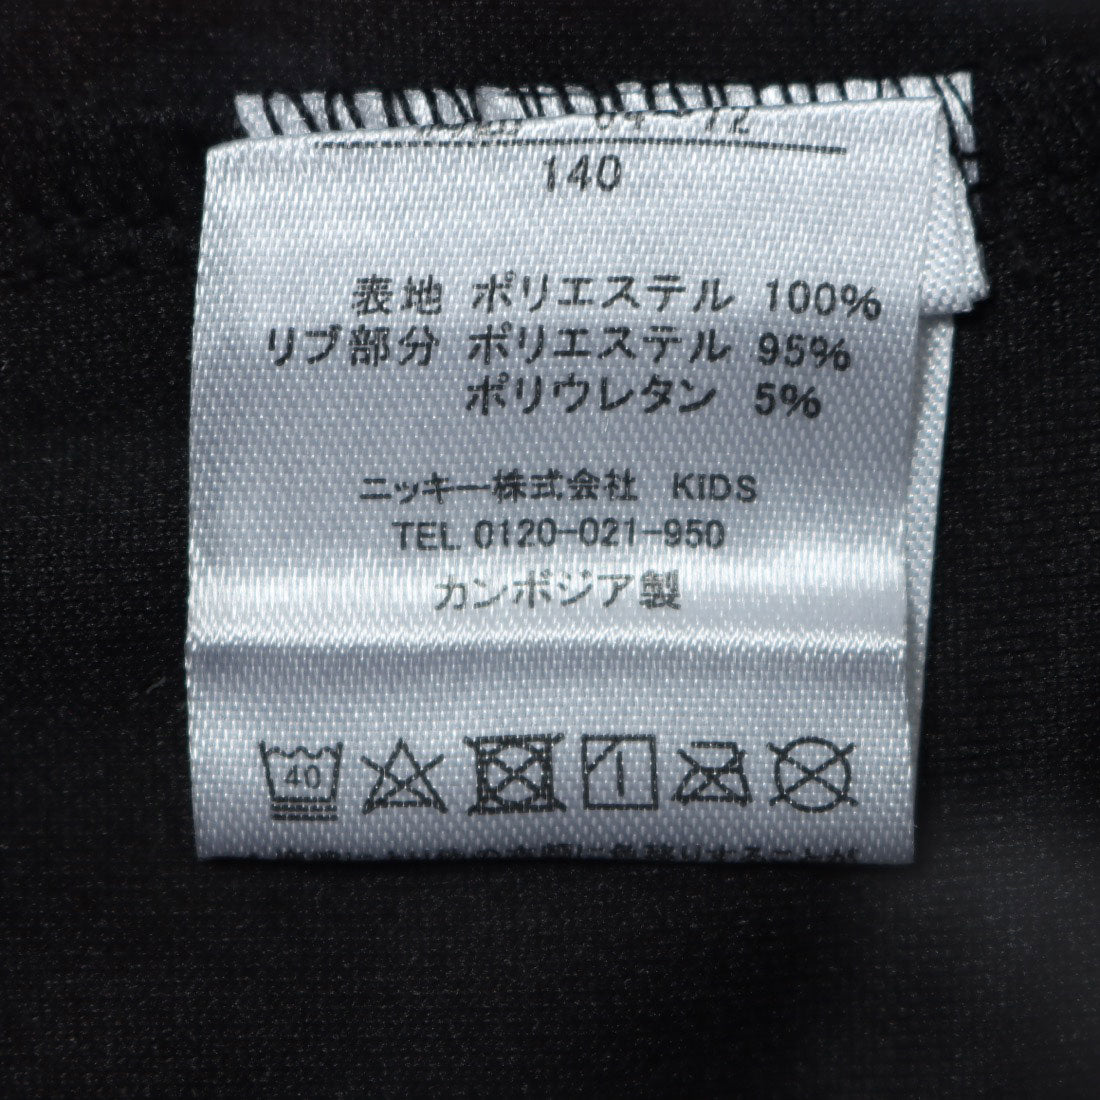 140
表地 ポリエステル 100%
リブ部分 ポリエステル 95%
ポリウレタン 5%
ニッキー株式会社 KIDS
TEL 0120-021-950
カンボジア製
40